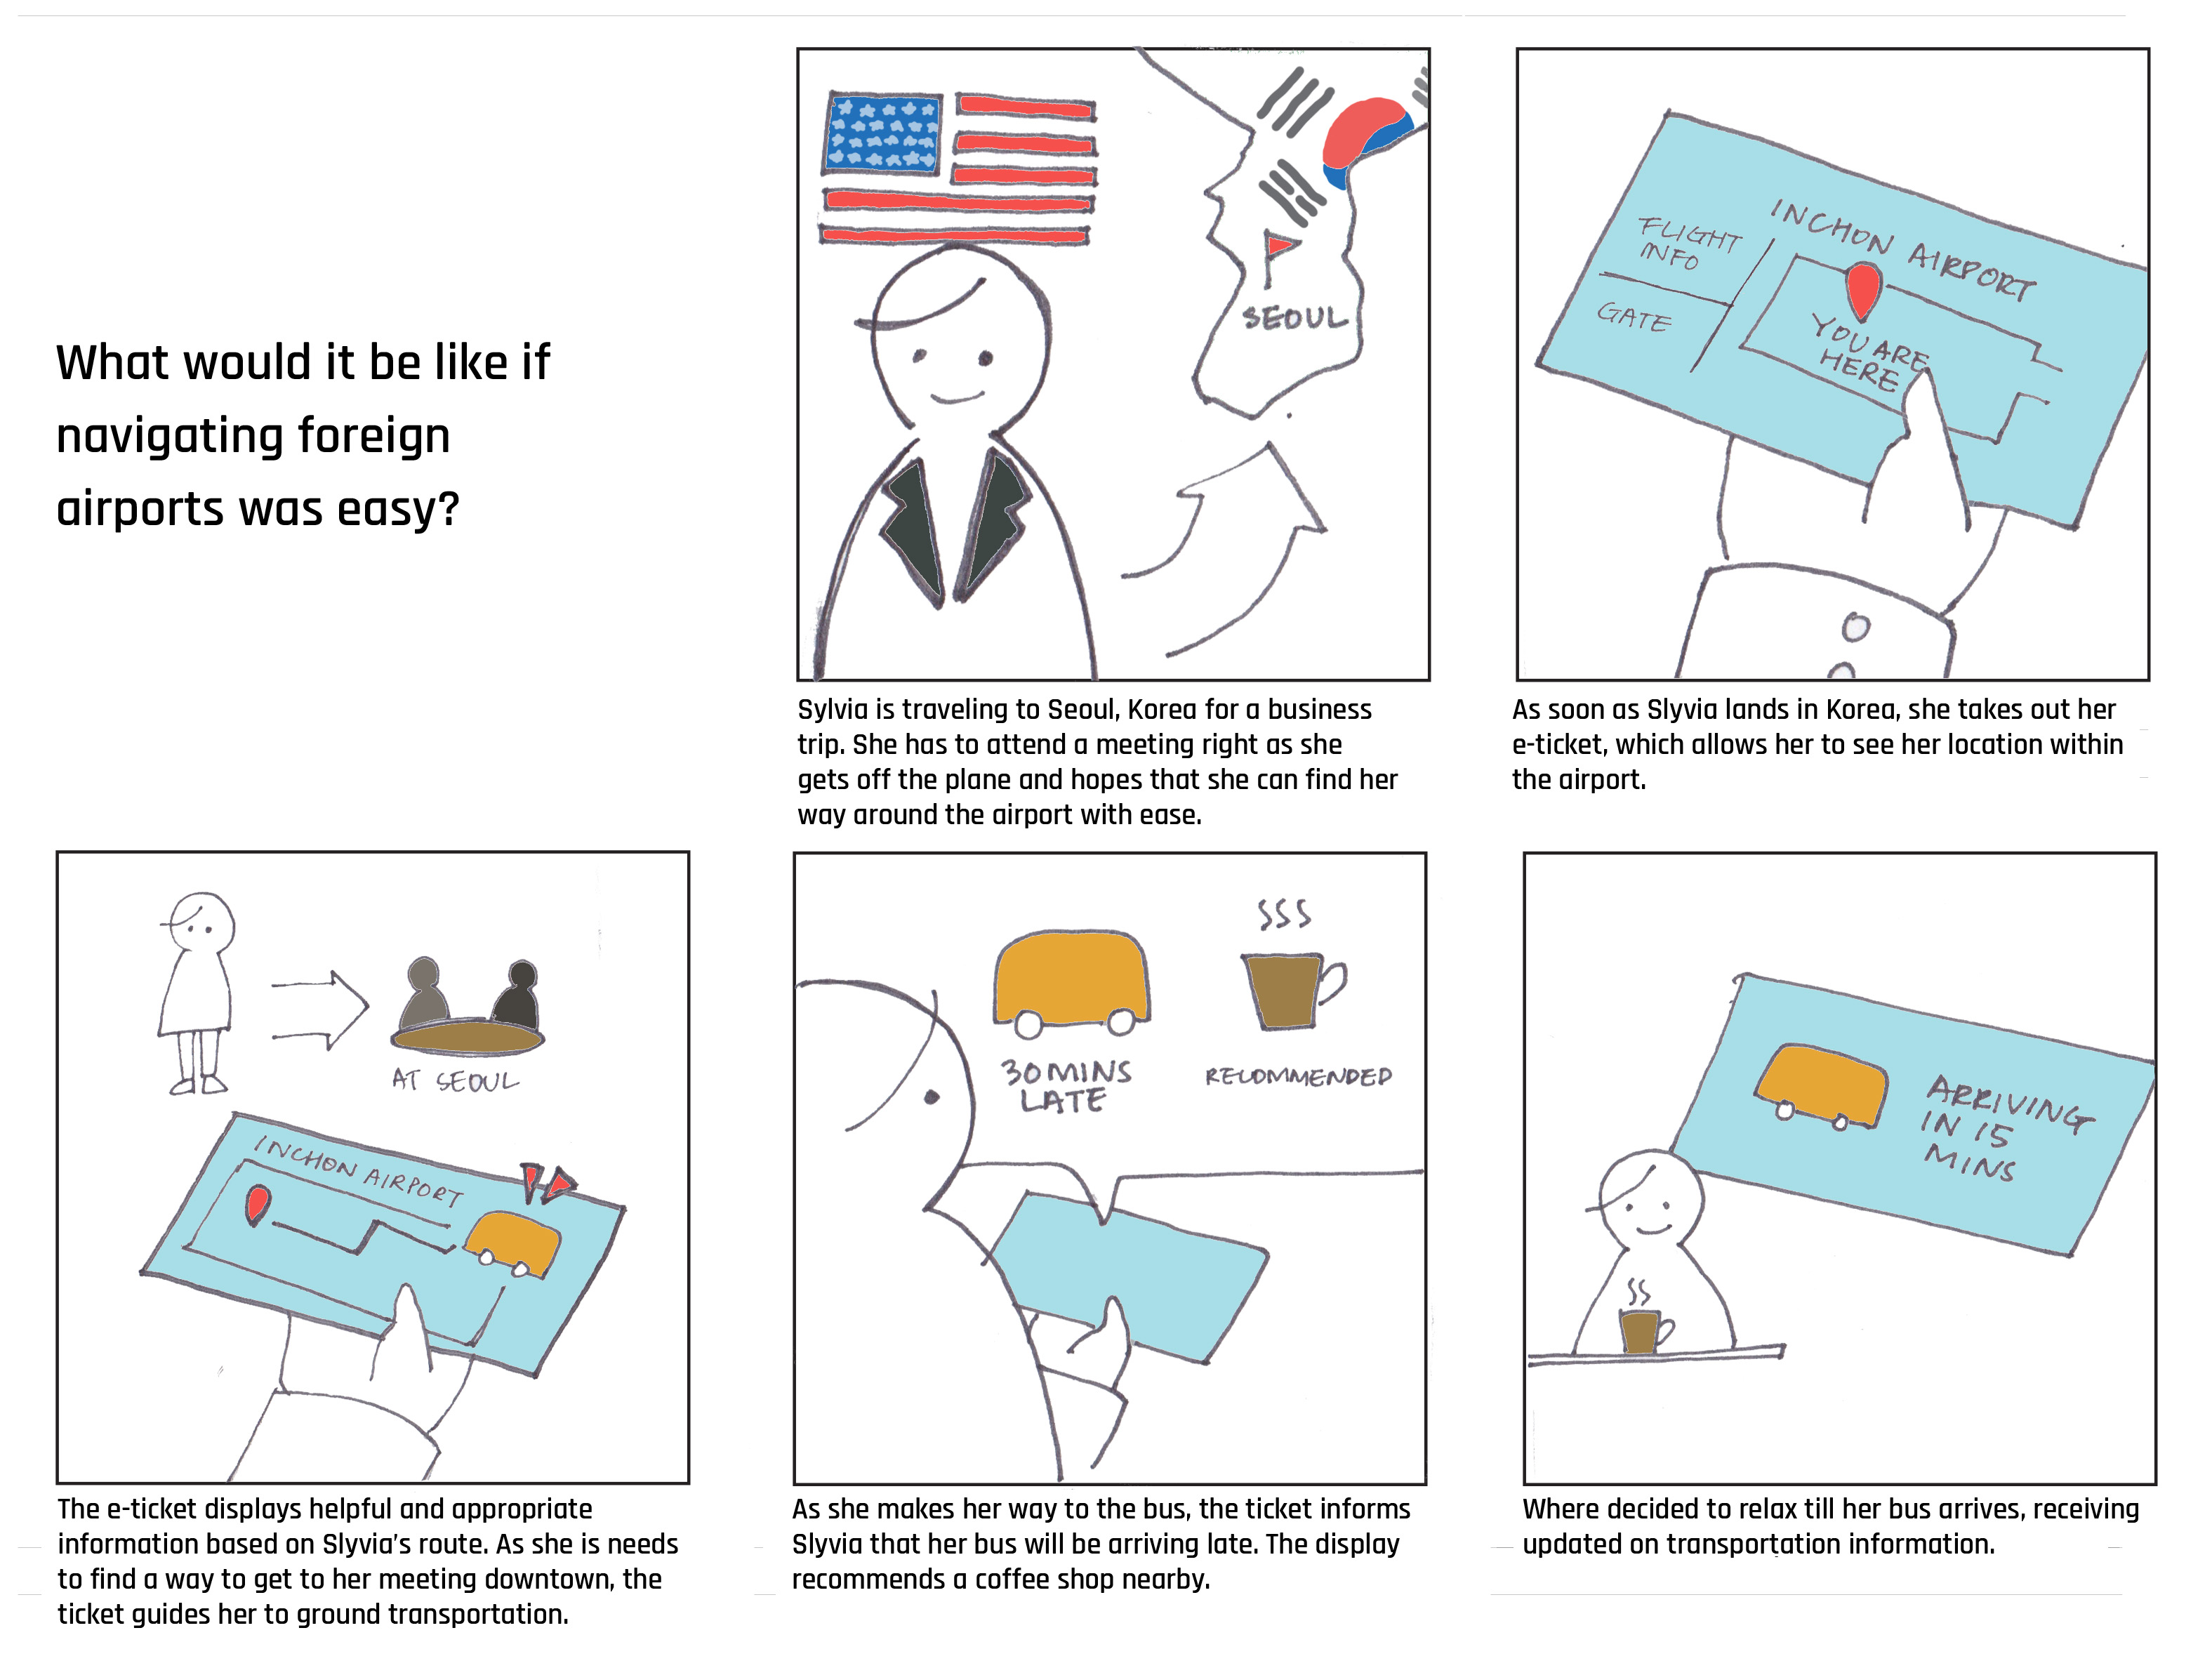 What would it be like if
navigating foreign
airports was easy?
SEOUL
Sylvia is traveling to Seoul, Korea for a business
trip. She has to attend a meeting right as she
gets off the plane and hopes that she can find her
way around the airport with ease.
INCHON AIRPORT
FLIGHT
INFO
GATE
YOU ARE
HERE
As soon as Slyvia lands in Korea, she takes out her
e-ticket, which allows her to see her location within
the airport.
AT SEOUL
INCHON AIRPORT
The e-ticket displays helpful and appropriate
information based on Slyvia's route. As she is needs
to find a way to get to her meeting downtown, the
ticket guides her to ground transportation.
30 MINS
LATE
RECOMMENDED
As she makes her way to the bus, the ticket informs
Slyvia that her bus will be arriving late. The display
recommends a coffee shop nearby.
ARRIVING
IN 15
MINS
Where decided to relax till her bus arrives, receiving
updated on transportation information.